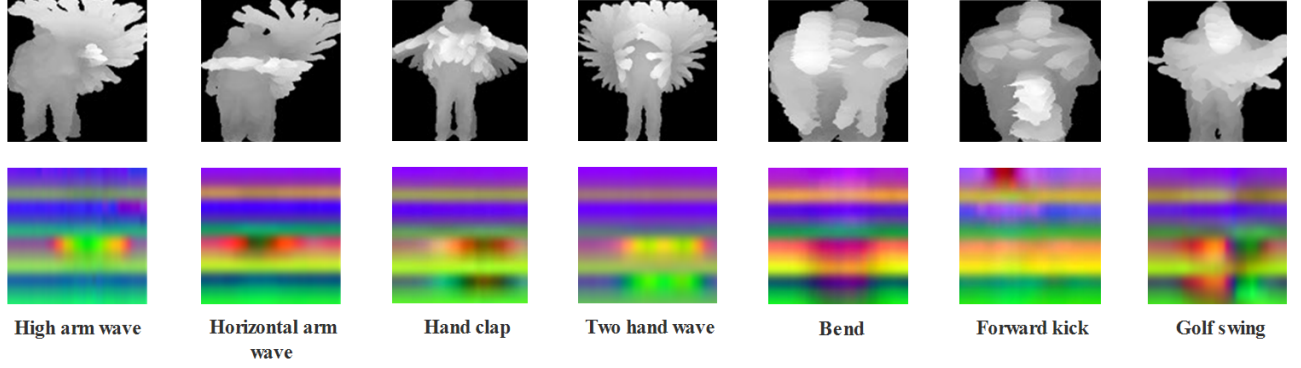 High arm wave
Horizontal arm
wave
Hand clap
Two hand wave
Bend
Forward kick
Golf swing